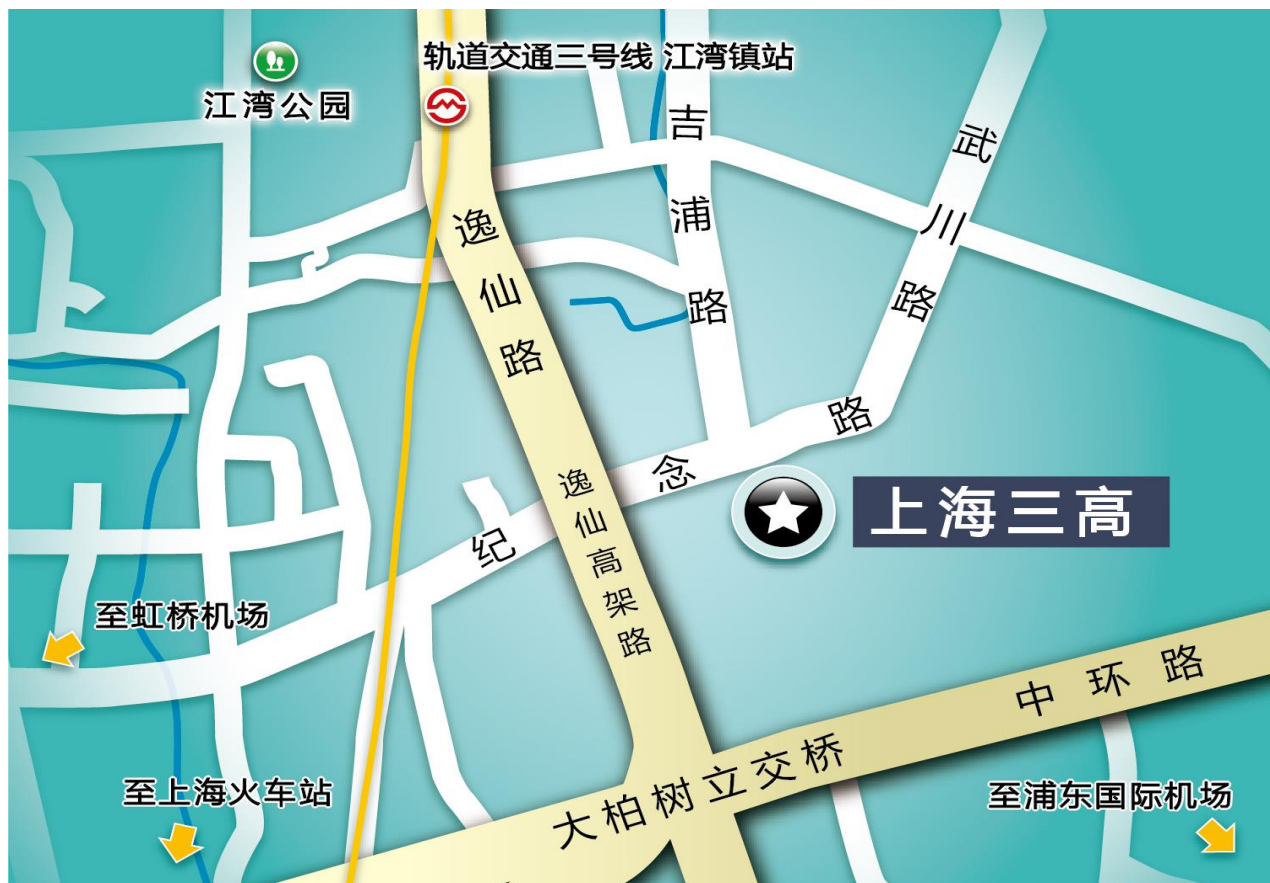 轨道交通三号线 江湾镇站
江湾公园
吉浦路
武川路
逸仙路
纪念路
逸仙高架路
上海三高
至虹桥机场
中环路
大柏树立交桥
至上海火车站
至浦东国际机场